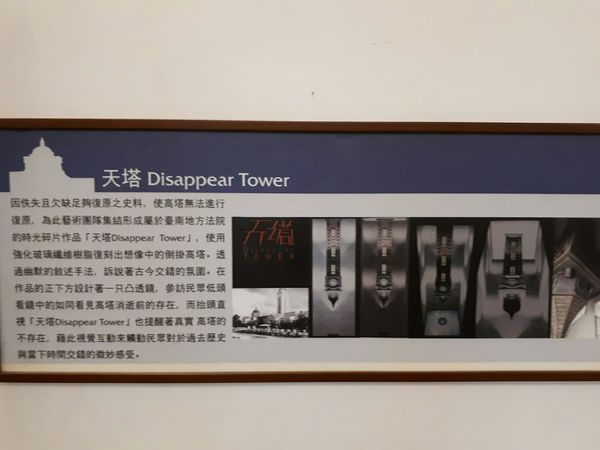 天塔 Disappear Tower
因佚失且欠缺足夠復原之史料，使高塔無法進行
復原，為此藝術團隊集結形成屬於臺南地方法院
的時光碎片作品「天塔Disappear Tower」，使用
強化玻璃纖維樹脂復刻出想像中的倒掛高塔。透
過幽默的敘述手法，訴說著古今交錯的氛圍。在
作品的正下方設計著一只凸透鏡，參訪民眾低頭
看鏡中的如同看見高塔消逝前的存在，而抬頭直
視「天塔Disappear Tower」也提醒著真實 高塔的
不存在，藉此視覺互動來觸動民眾對於過去歷史
與當下時間交錯的微妙感受。
天塔
Disappear
TOWER